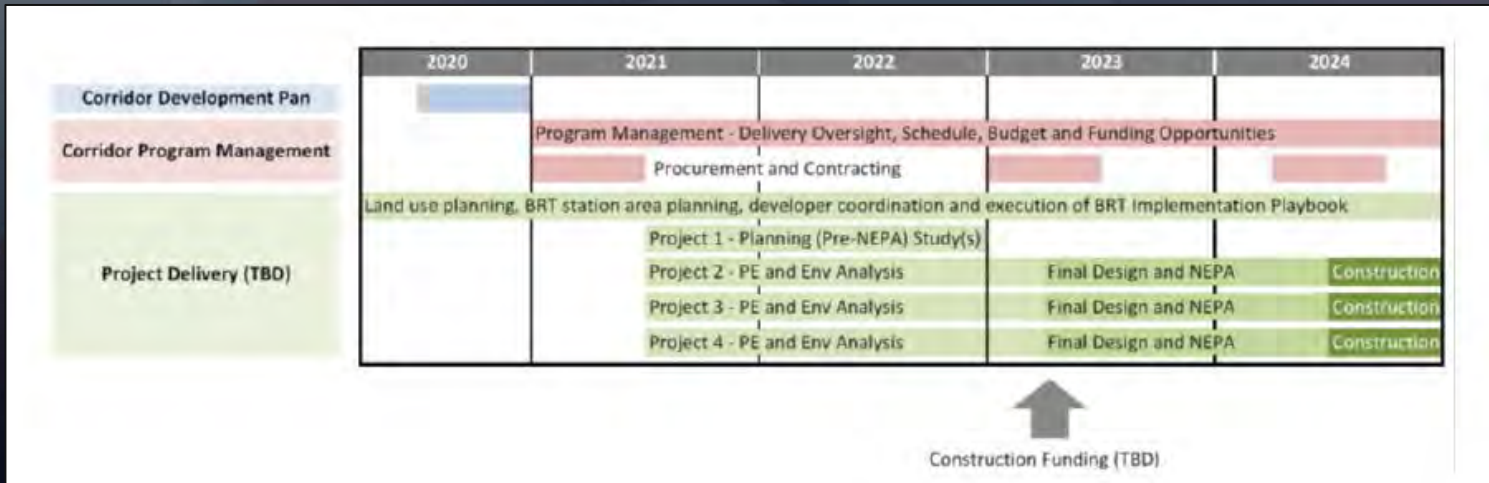 2020 2021 2022 2023 2024
Corridor Development Pan
Corridor Program Management
Program Management - Delivery Oversight, Schedule, Budget and Funding Opportunities
Procurement and Contracting
Project Delivery (TBD)
Land use planning, BRT station area planning, developer coordination and execution of BRT Implementation Playbook
Project 1 - Planning (Pre-NEPA) Study(s)
Project 2 - PE and Env Analysis Final Design and NEPA Construction
Project 3 - PE and Env Analysis Final Design and NEPA Construction
Project 4 - PE and Env Analysis Final Design and NEPA Construction
Construction Funding (TBD)